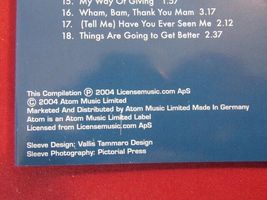 15. My Way Of Giving
16. Wham, Bam, Thank You Mam 3.17
17. (Tell Me) Have You Ever Seen Me 2.12
18. Things Are Going to Get Better 2.37
This Compilation Ⓟ 2004 Licensemusic.com ApS
© 2004 Atom Music Limited
Marketed And Distributed by Atom Music Limited Made In Germany
Atom is an Atom Music Limited Label
Licensed from Licensemusic.com ApS
Sleeve Design; Vallis Tammaro Design
Sleeve Photography: Pictorial Press